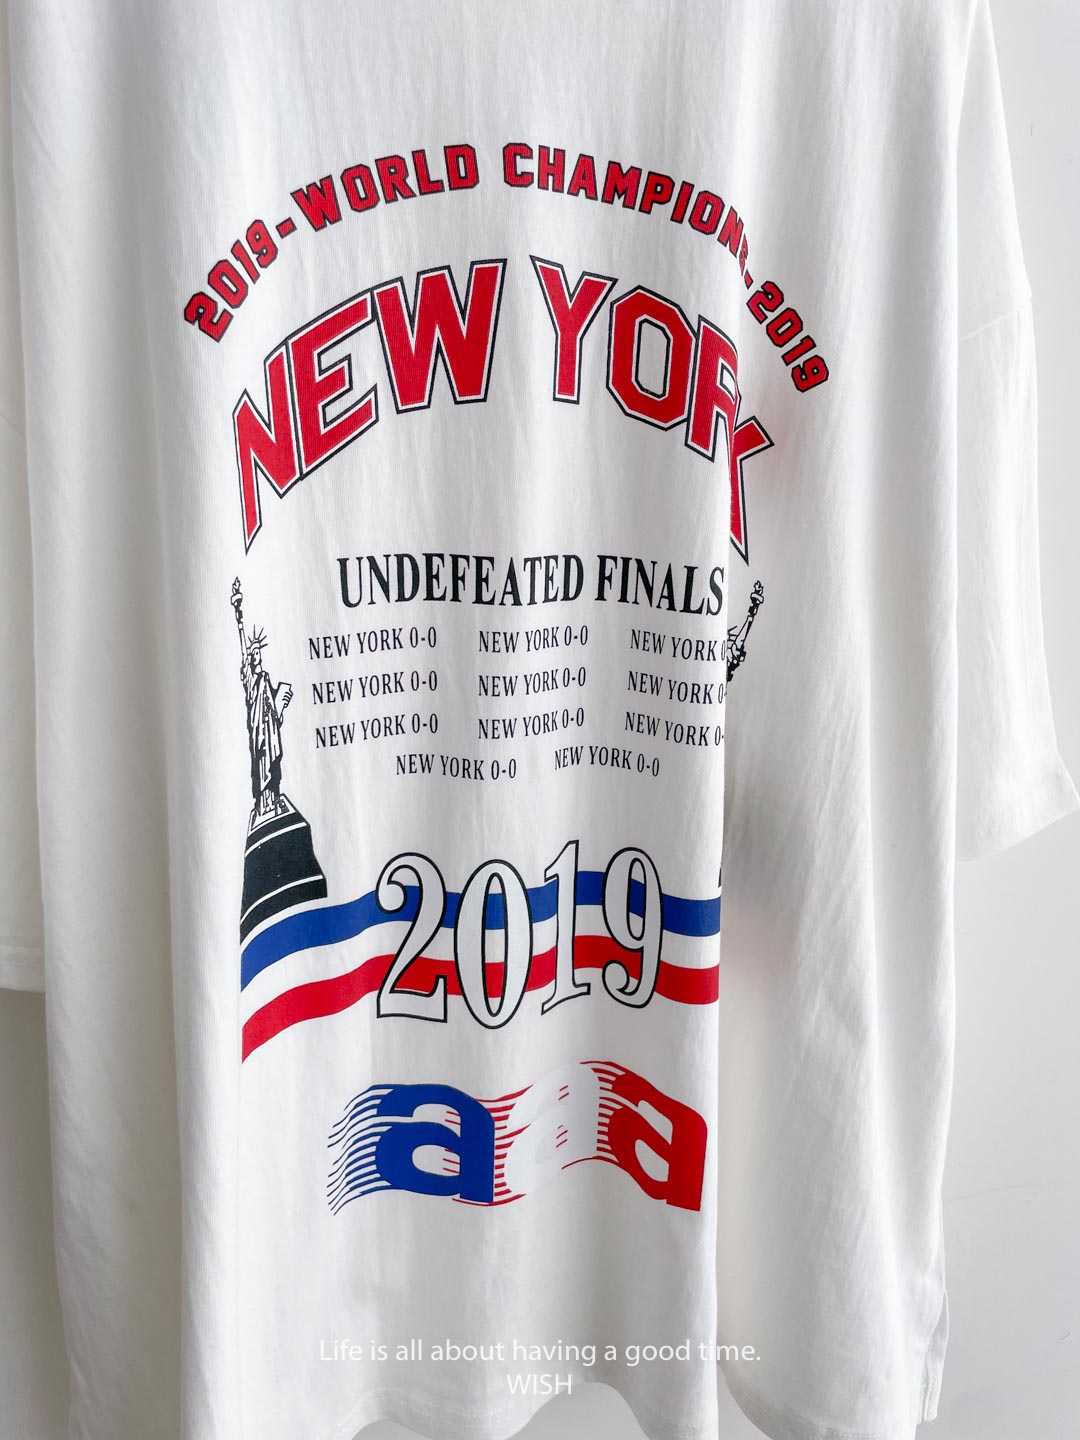 2019-WORLD CHAMPIONS-2019
NEW YORK
UNDEFEATED FINALS
NEW YORK 0-0 NEW YORK 0-0 NEW YORK 0
NEW YORK 0-0 NEW YORK 0-0 NEW YORK 0-
NEW YORK 0-0 NEW YORK 0-0 NEW YORK 0-
NEW YORK 0-0 NEW YORK 0-0
2019
aaa
Life is all about having a good time.
WISH